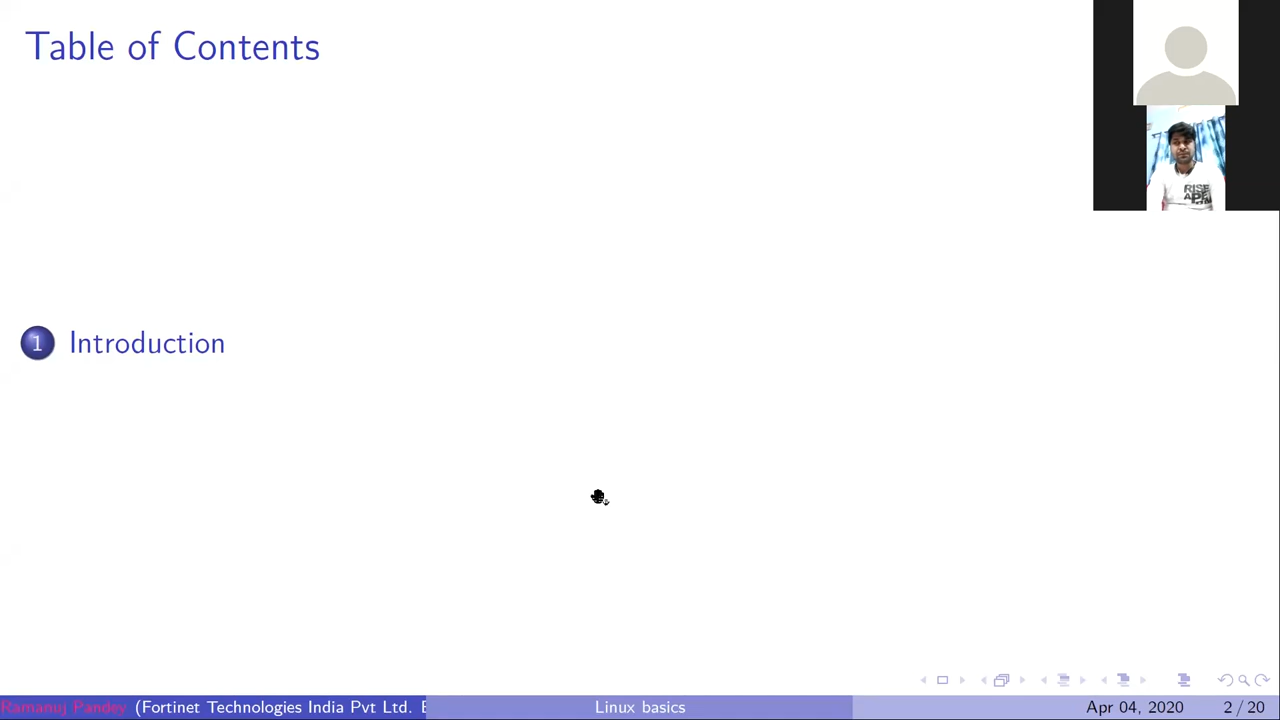 Table of Contents
RISE
1 Introduction
Ramanuj Pandey (Fortinet Technologies India Pvt Ltd. B
Linux basics
Apr 04, 2020
2 / 20